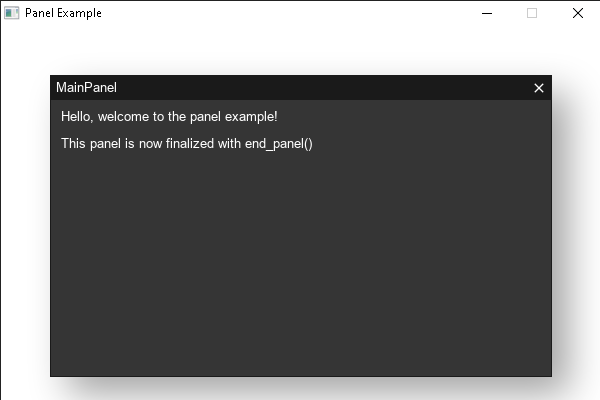 Panel Example
MainPanel
Hello, welcome to the panel example!
This panel is now finalized with end_panel()